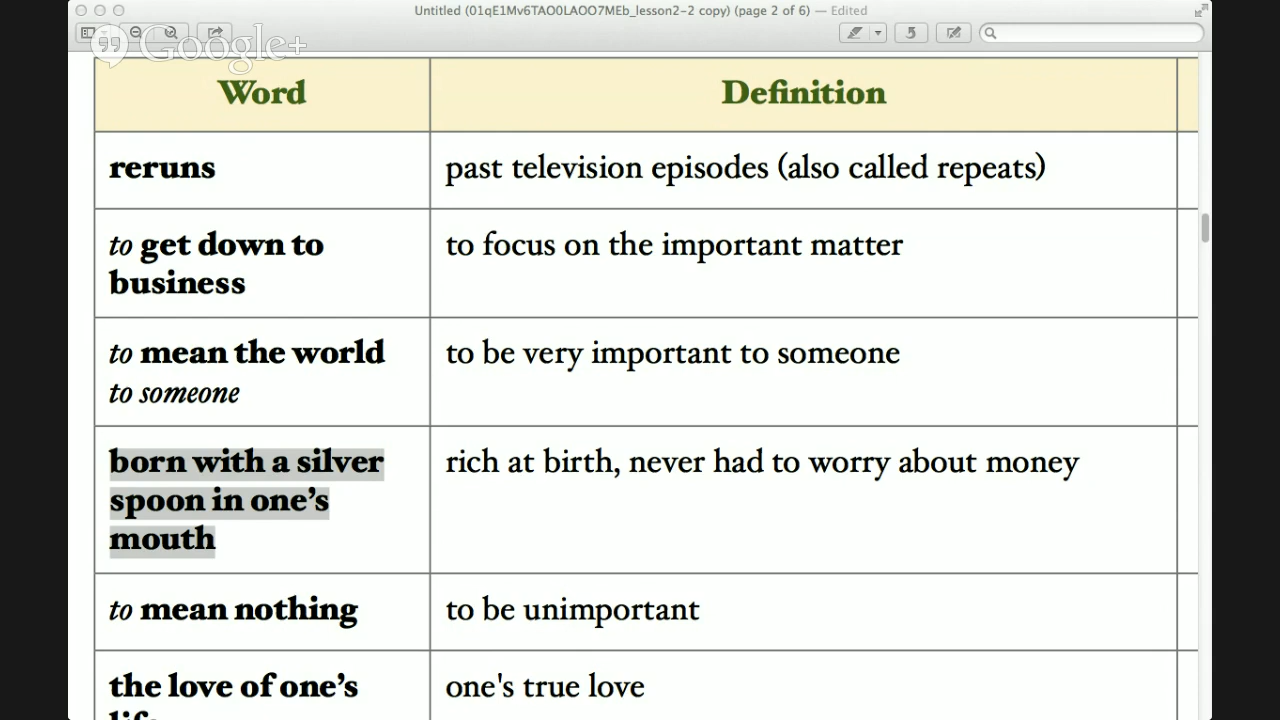 Untitled (01qE1Mv6TAO0LAOO7MEb_lesson2-2 copy) (page 2 of 6) — Edited
Google+
Word Definition
reruns past television episodes (also called repeats)
to get down to to focus on the important matter
business
to mean the world to be very important to someone
to someone
born with a silver rich at birth, never had to worry about money
spoon in one’s
mouth
to mean nothing to be unimportant
the love of one’s one's true love
life